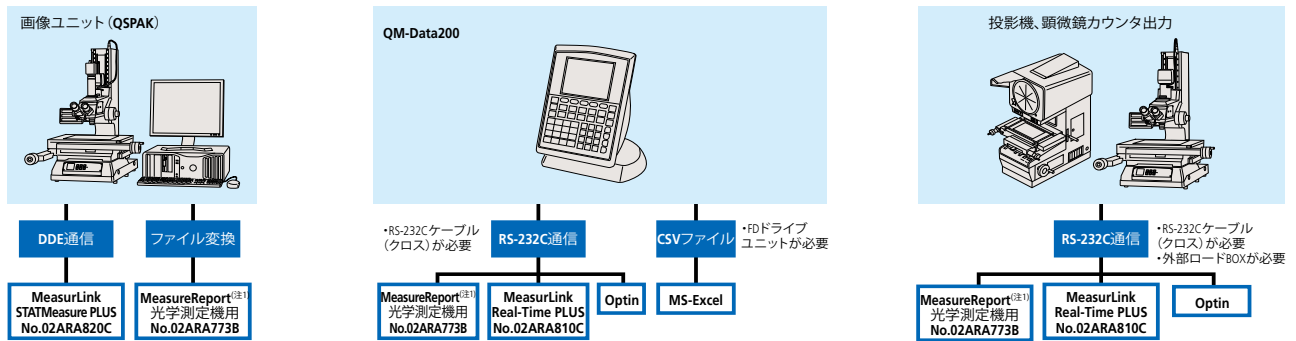 画像ユニット（QSPAK）
DDE通信
ファイル変換
MeasurLink
STATMeasure PLUS
No.02ARA820C
MeasureReport(注1)
光学測定機用
No.02ARA773B
QM-Data200
・RS-232Cケーブル
（クロス）が必要
RS-232C通信
CSVファイル
・FDドライブ
ユニットが必要
MeasureReport(注1)
光学測定機用
No.02ARA773B
MeasurLink
Real-Time PLUS
No.02ARA810C
Optin
MS-Excel
投影機、顕微鏡カウンタ出力
RS-232C通信
・RS-232Cケーブル
（クロス）が必要
・外部ロードBOXが必要
MeasureReport(注1)
光学測定機用
No.02ARA773B
MeasurLink
Real-Time PLUS
No.02ARA810C
Optin